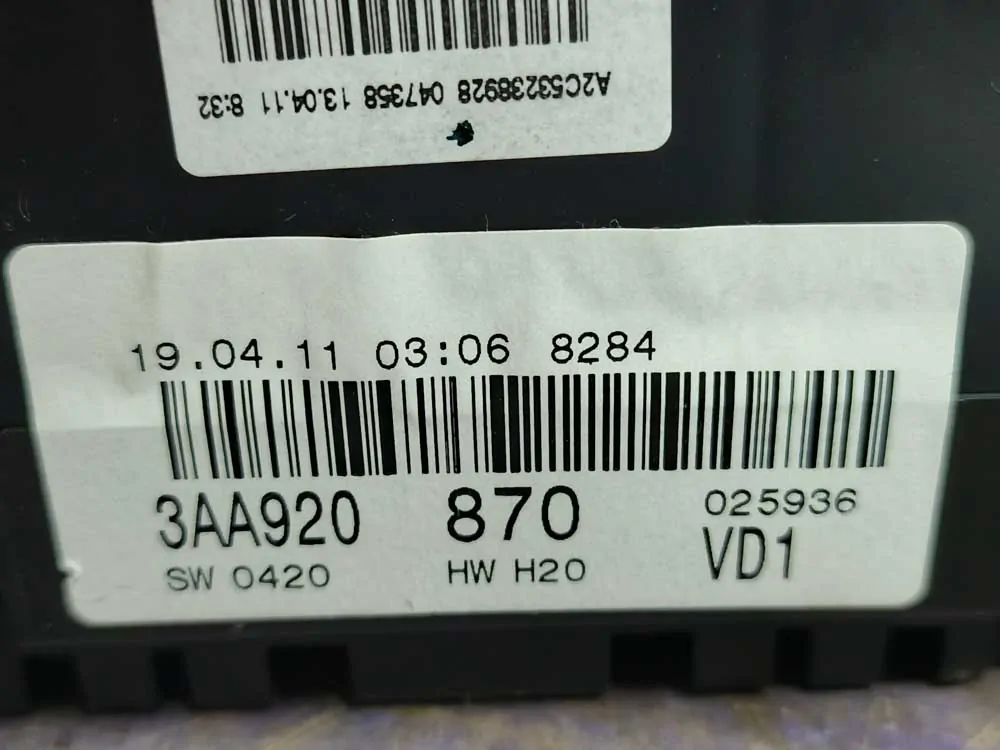 A2C53238928 047358 13.04.11 8:32
19.04.11 03:06 8284
3AA920 870 025936
SW 0420 HW H20 VD1